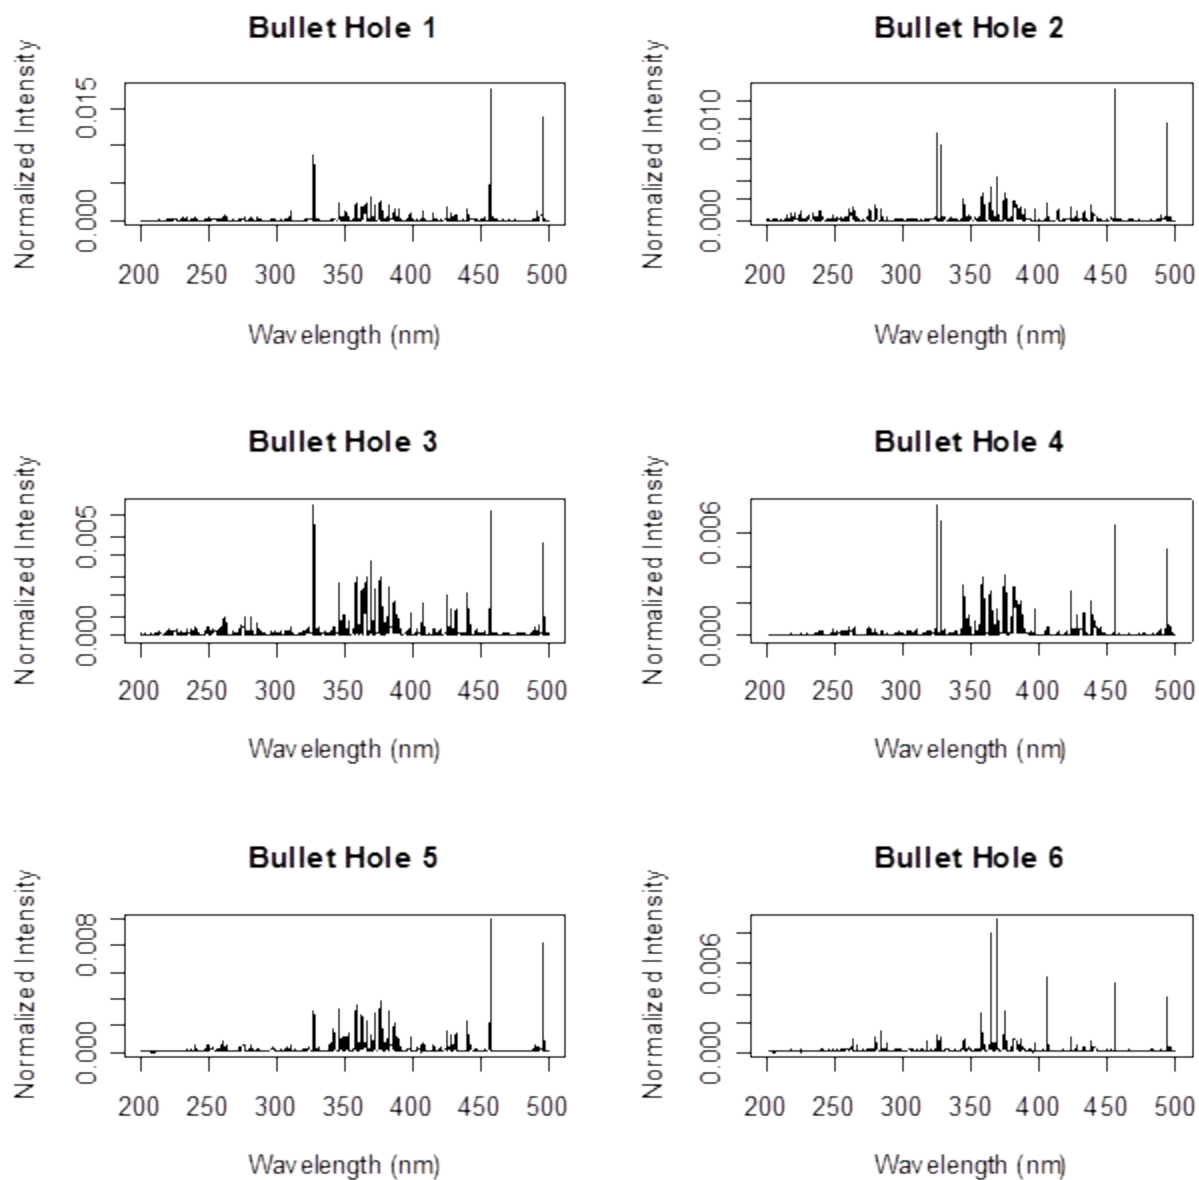 Bullet Hole 1
Normalized Intensity
0.015
0.000
200 250 300 350 400 450 500
Wavelength (nm)
Bullet Hole 2
Normalized Intensity
0.010
0.000
200 250 300 350 400 450 500
Wavelength (nm)
Bullet Hole 3
Normalized Intensity
0.005
0.000
200 250 300 350 400 450 500
Wavelength (nm)
Bullet Hole 4
Normalized Intensity
0.006
0.000
200 250 300 350 400 450 500
Wavelength (nm)
Bullet Hole 5
Normalized Intensity
0.008
0.000
200 250 300 350 400 450 500
Wavelength (nm)
Bullet Hole 6
Normalized Intensity
0.006
0.000
200 250 300 350 400 450 500
Wavelength (nm)